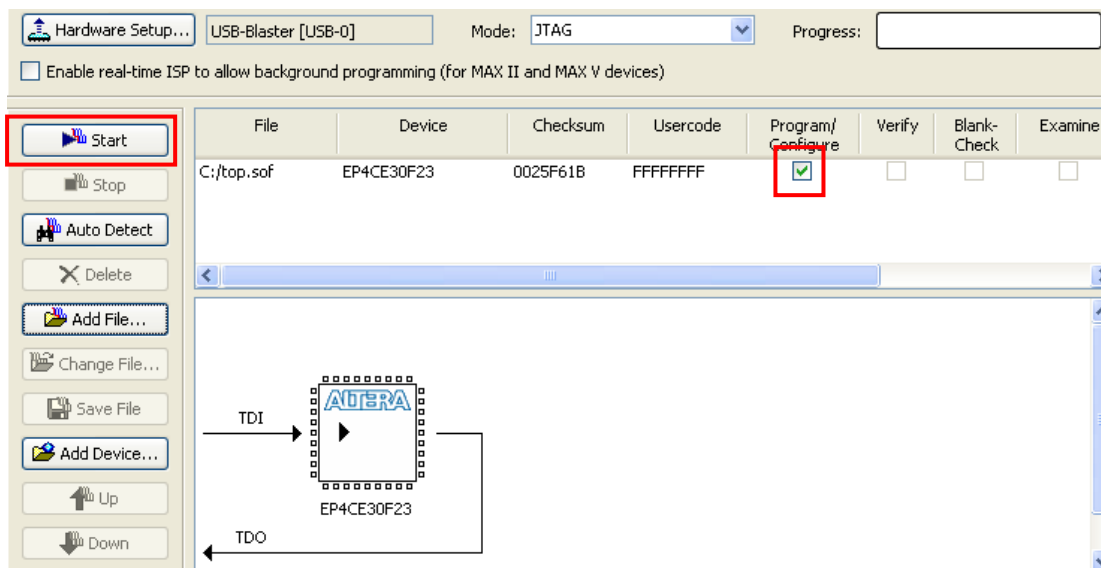 Hardware Setup... USB-Blaster [USB-0] Mode: JTAG Progress:
Enable real-time ISP to allow background programming (for MAX II and MAX V devices)
Start
Stop
Auto Detect
Delete
Add File...
Change File...
Save File
Add Device...
Up
Down
File Device Checksum Usercode Program/ Verify Blank- Examine
Configure Check
C:/top.sof EP4CE30F23 0025F61B FFFFFFFF
ALTERA
TDI
EP4CE30F23
TDO